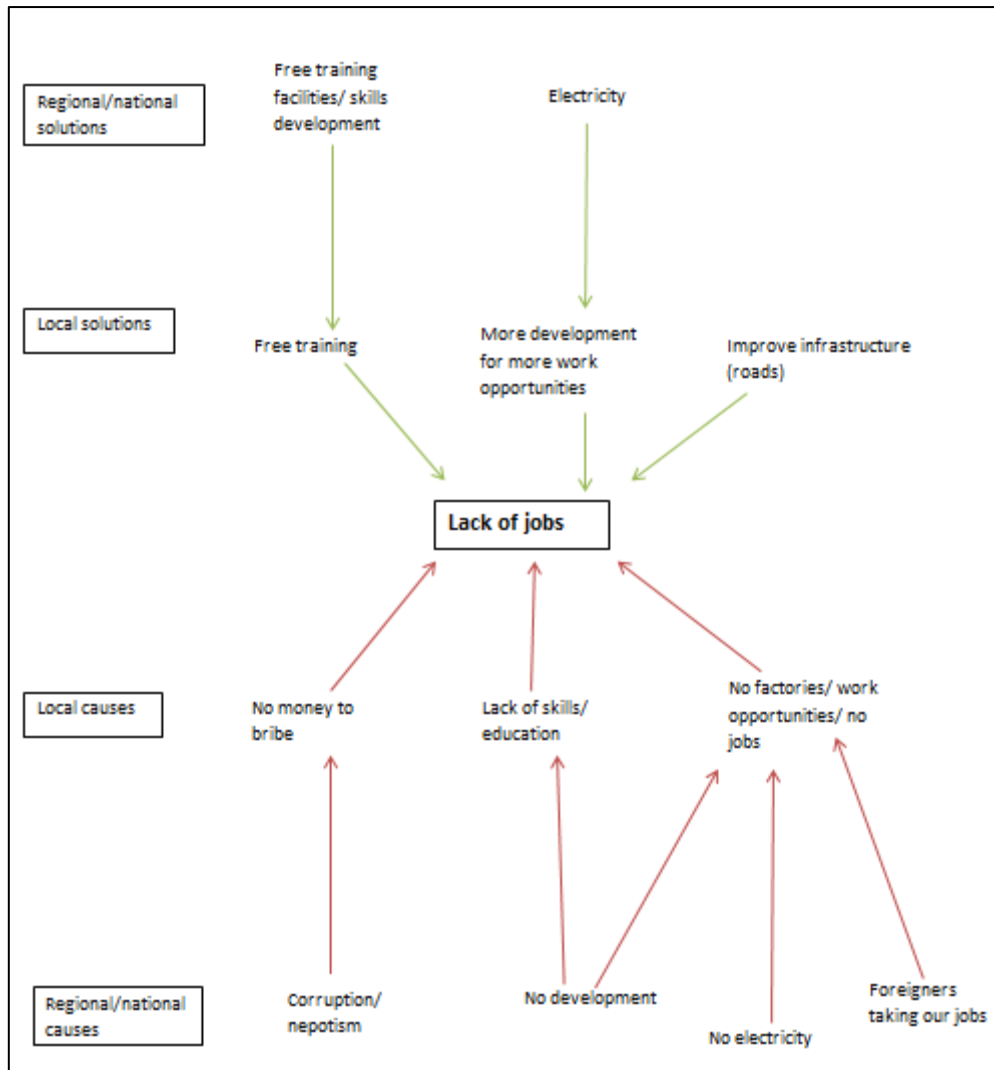 Regional/national
solutions
Free training
facilities/ skills
development
Electricity
Local solutions
Free training
More development
for more work
opportunities
Improve infrastructure
(roads)
Lack of jobs
Local causes
No money to
bribe
Lack of skills/
education
No factories/ work
opportunities/ no
jobs
Regional/national
causes
Corruption/
nepotism
No development
No electricity
Foreigners
taking our jobs